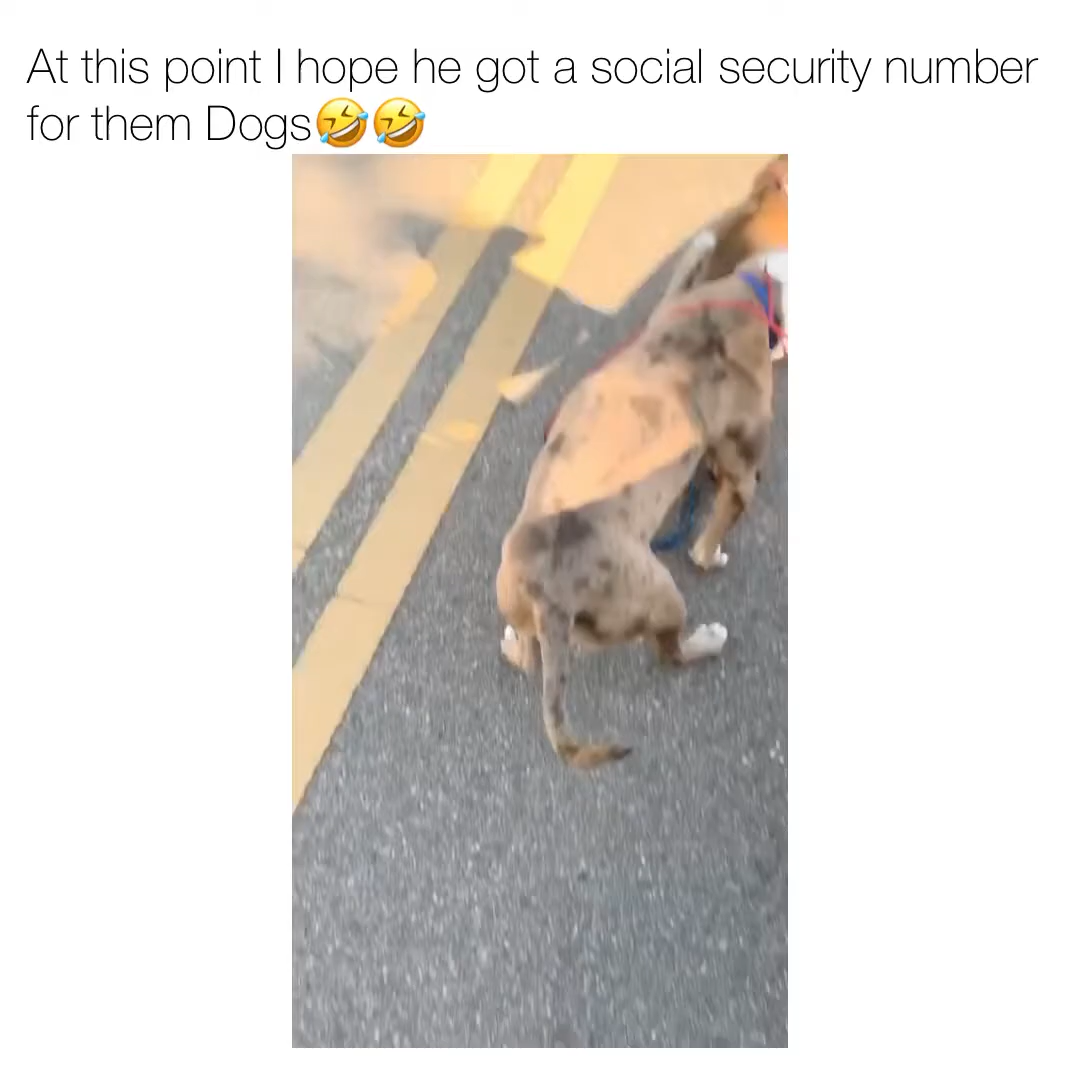 At this point I hope he got a social security number
for them Dogs🤣🤣